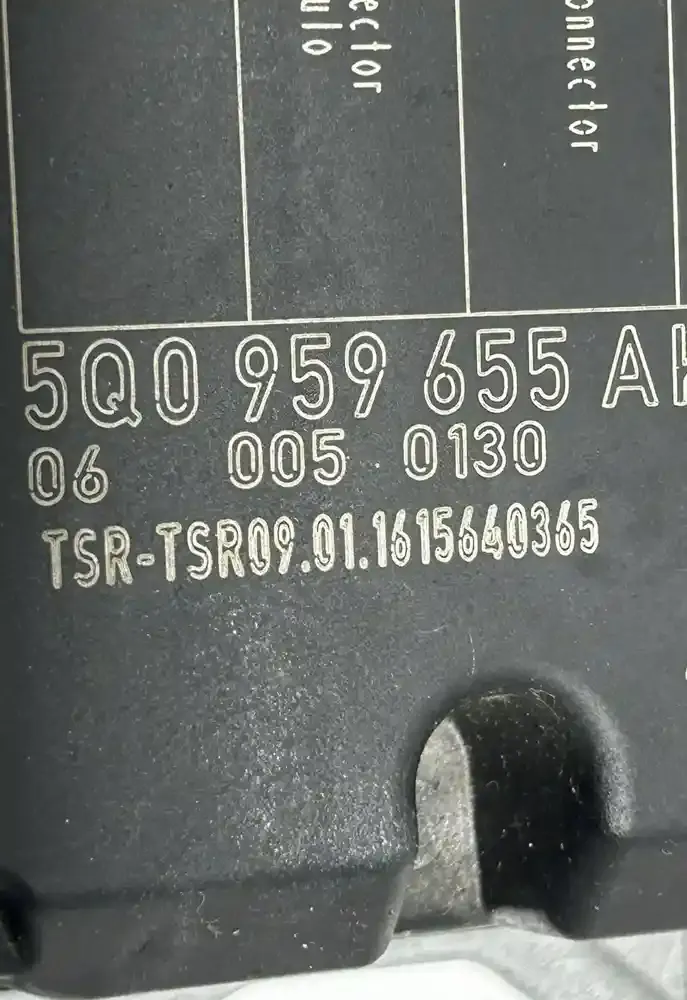 ector
ulo
onnector
5Q0 959 655 A
06 005 0130
TSR-TSR09.01.1615640365